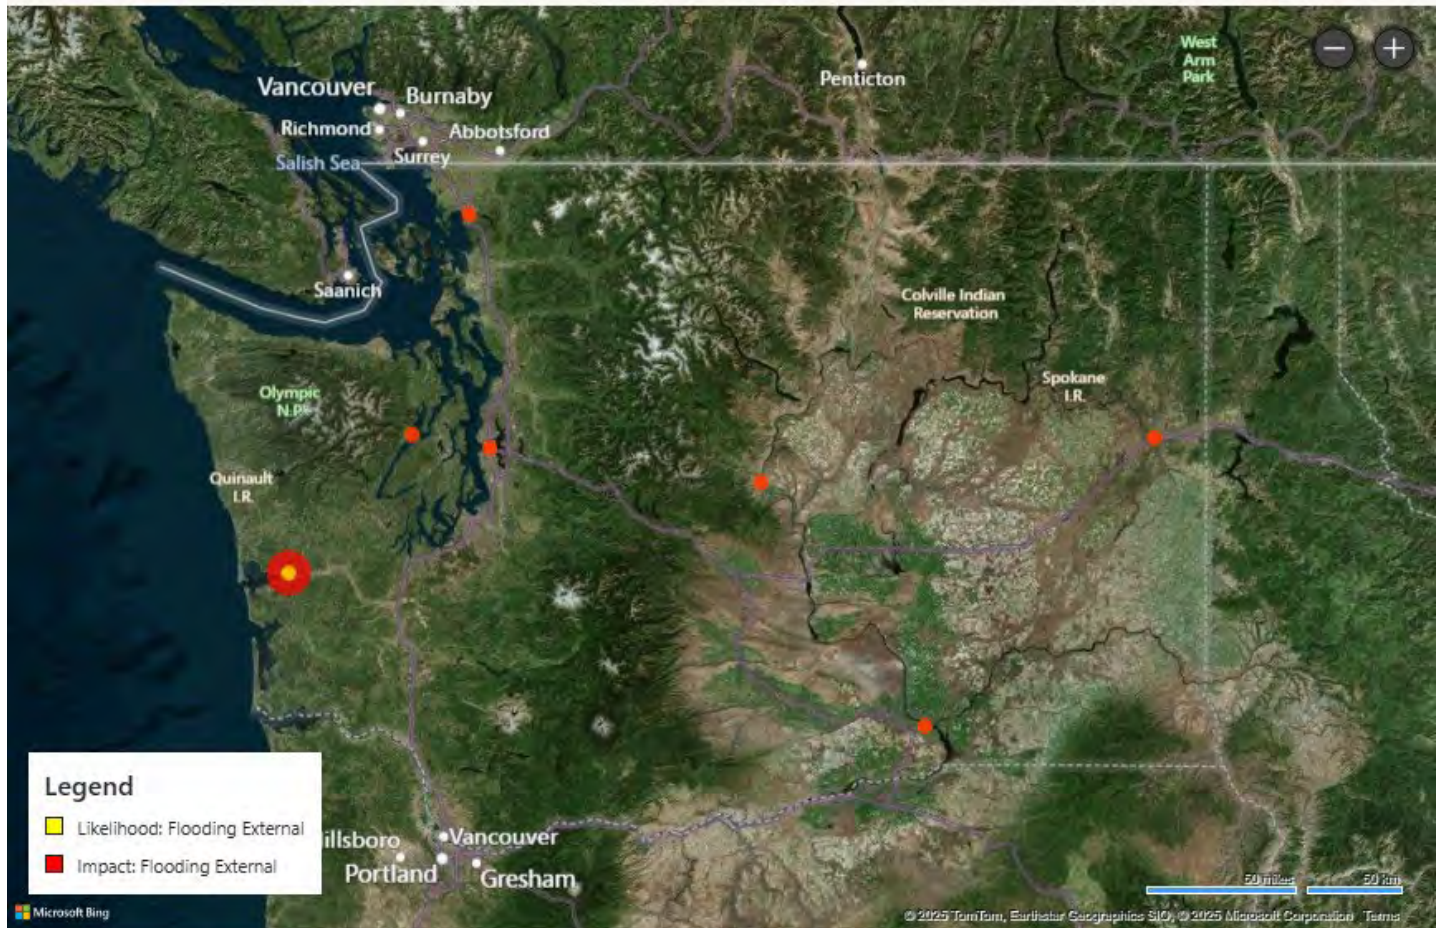 West
Arm
Park
Penticton
Vancouver
Burnaby
Richmond
Abbotsford
Surrey
Salish Sea
Saanich
Colville Indian
Reservation
Olympic
N.P.
Spokane
I.R.
Quinault
I.R.
Legend
Likelihood: Flooding External
Impact: Flooding External
illsboro
Vancouver
Portland
Gresham
50 miles
50 km
Microsoft Bing
© 2025 TomTom, Earthstar Geographics SIO, © 2025 Microsoft Corporation Terms